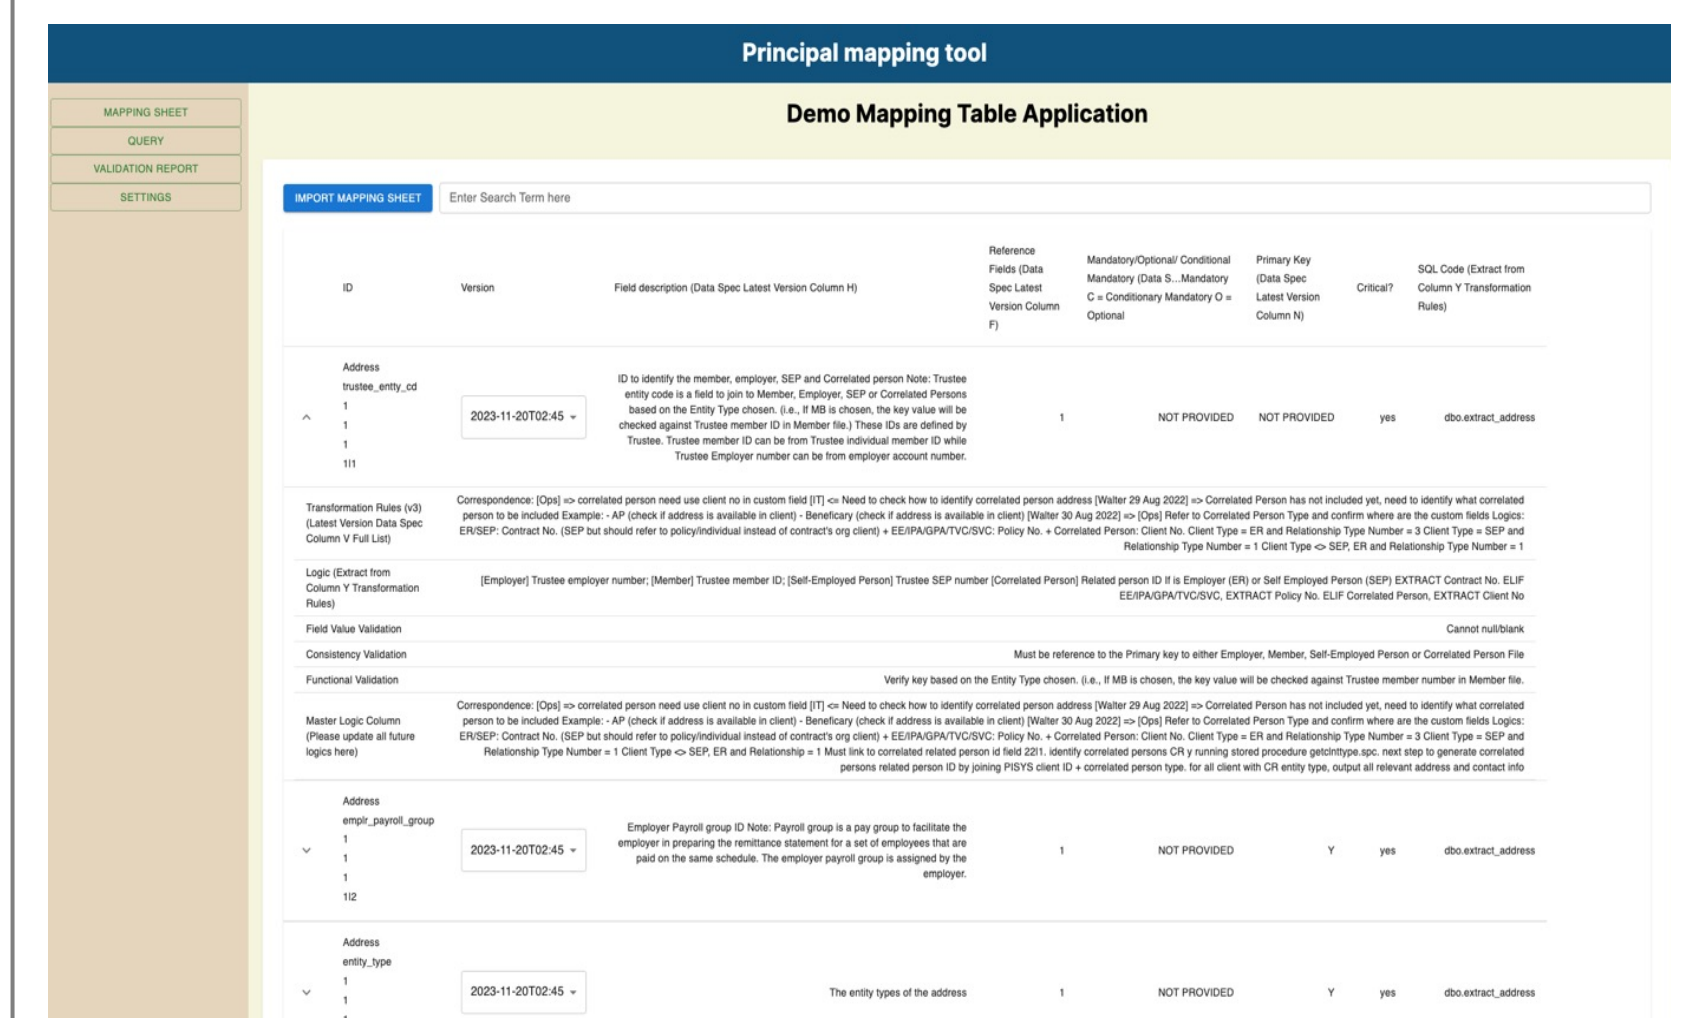 Principal mapping tool
MAPPING SHEET
QUERY
VALIDATION REPORT
SETTINGS
Demo Mapping Table Application
IMPORT MAPPING SHEET
Enter Search Term here
ID
Version
Field description (Data Spec Latest Version Column H)
Reference
Fields (Data
Spec Latest
Version Column
F)
Mandatory/Optional/ Conditional
Mandatory (Data S...Mandatory
C = Conditionary Mandatory O =
Optional
Primary Key
(Data Spec
Latest Version
Column N)
Critical?
SQL Code (Extract from
Column Y Transformation
Rules)
Address
trustee_entty_cd
1
1
1
1I1
2023-11-20T02:45
ID to identify the member, employer, SEP and Correlated person Note: Trustee
entity code is a field to join to Member, Employer, SEP or Correlated Persons
based on the Entity Type chosen. (i.e., If MB is chosen, the key value will be
checked against Trustee member ID in Member file.) These IDs are defined by
Trustee. Trustee member ID can be from Trustee individual member ID while
Trustee Employer number can be from employer account number.
1
NOT PROVIDED
NOT PROVIDED
yes
dbo.extract_address
Transformation Rules (v3)
(Latest Version Data Spec
Column V Full List)
Correspondence: [Ops] => correlated person need use client no in custom field [IT] <= Need to check how to identify correlated person address [Walter 29 Aug 2022] => Correlated Person has not included yet, need to identify what correlated
person to be included Example: - AP (check if address is available in client) - Beneficary (check if address is available in client) [Walter 30 Aug 2022] => [Ops] Refer to Correlated Person Type and confirm where are the custom fields Logics:
ER/SEP: Contract No. (SEP but should refer to policy/individual instead of contract's org client) + EE/IPA/GPA/TVC/SVC: Policy No. + Correlated Person: Client No. Client Type = ER and Relationship Type Number = 3 Client Type = SEP and
Relationship Type Number = 1 Client Type <> SEP, ER and Relationship Type Number = 1
Logic (Extract from
Column Y Transformation
Rules)
[Employer] Trustee employer number; [Member] Trustee member ID; [Self-Employed Person] Trustee SEP number [Correlated Person] Related person ID If is Employer (ER) or Self Employed Person (SEP) EXTRACT Contract No. ELIF
EE/IPA/GPA/TVC/SVC, EXTRACT Policy No. ELIF Correlated Person, EXTRACT Client No
Field Value Validation
Cannot null/blank
Consistency Validation
Must be reference to the Primary key to either Employer, Member, Self-Employed Person or Correlated Person File
Functional Validation
Verify key based on the Entity Type chosen. (i.e., If MB is chosen, the key value will be checked against Trustee member number in Member file.
Master Logic Column
(Please update all future
logics here)
Correspondence: [Ops] => correlated person need use client no in custom field [IT] <= Need to check how to identify correlated person address [Walter 29 Aug 2022] => Correlated Person has not included yet, need to identify what correlated
person to be included Example: - AP (check if address is available in client) - Beneficary (check if address is available in client) [Walter 30 Aug 2022] => [Ops] Refer to Correlated Person Type and confirm where are the custom fields Logics:
ER/SEP: Contract No. (SEP but should refer to policy/individual instead of contract's org client) + EE/IPA/GPA/TVC/SVC: Policy No. + Correlated Person: Client No. Client Type = ER and Relationship Type Number = 3 Client Type = SEP and
Relationship Type Number = 1 Client Type <> SEP, ER and Relationship = 1 Must link to correlated related person id field 22I1. identify correlated persons CR y running stored procedure getclnttype.spc. next step to generate correlated
persons related person ID by joining PISYS client ID + correlated person type. for all client with CR entity type, output all relevant address and contact info
Address
emplr_payroll_group
1
1
1
1I2
2023-11-20T02:45
Employer Payroll group ID Note: Payroll group is a pay group to facilitate the
employer in preparing the remittance statement for a set of employees that are
paid on the same schedule. The employer payroll group is assigned by the
employer.
1
NOT PROVIDED
Y
yes
dbo.extract_address
Address
entity_type
1
1
2023-11-20T02:45
The entity types of the address
1
NOT PROVIDED
Y
yes
dbo.extract_address